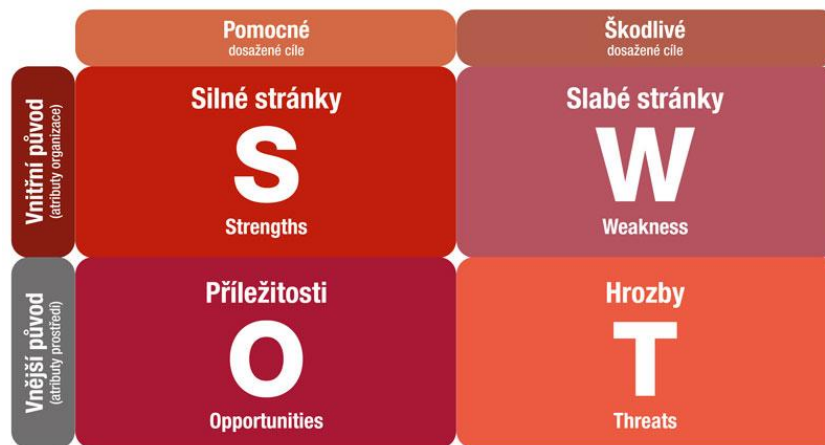 Pomocné
dosažené cíle
Škodlivé
dosažené cíle
Vnitřní původ
(atributy organizace)
Silné stránky
S
Strengths
Slabé stránky
W
Weakness
Vnější původ
(atributy prostředí)
Příležitosti
O
Opportunities
Hrozby
T
Threats